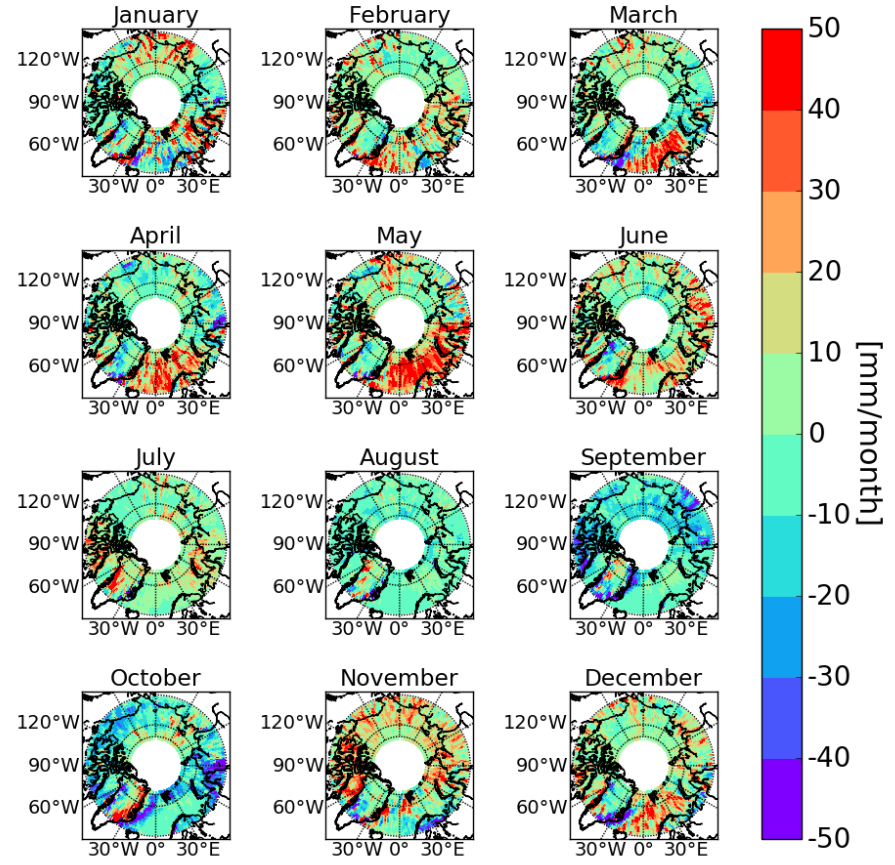 January February March
120°W 120°W 120°W
90°W 90°W 90°W
60°W 60°W 60°W
30°W 0° 30°E 30°W 0° 30°E 30°W 0° 30°E
April May June
120°W 120°W 120°W
90°W 90°W 90°W
60°W 60°W 60°W
30°W 0° 30°E 30°W 0° 30°E 30°W 0° 30°E
July August September
120°W 120°W 120°W
90°W 90°W 90°W
60°W 60°W 60°W
30°W 0° 30°E 30°W 0° 30°E 30°W 0° 30°E
October November December
120°W 120°W 120°W
90°W 90°W 90°W
60°W 60°W 60°W
30°W 0° 30°E 30°W 0° 30°E 30°W 0° 30°E
50
40
30
20
10
0
-10
-20
-30
-40
-50
[mm/month]